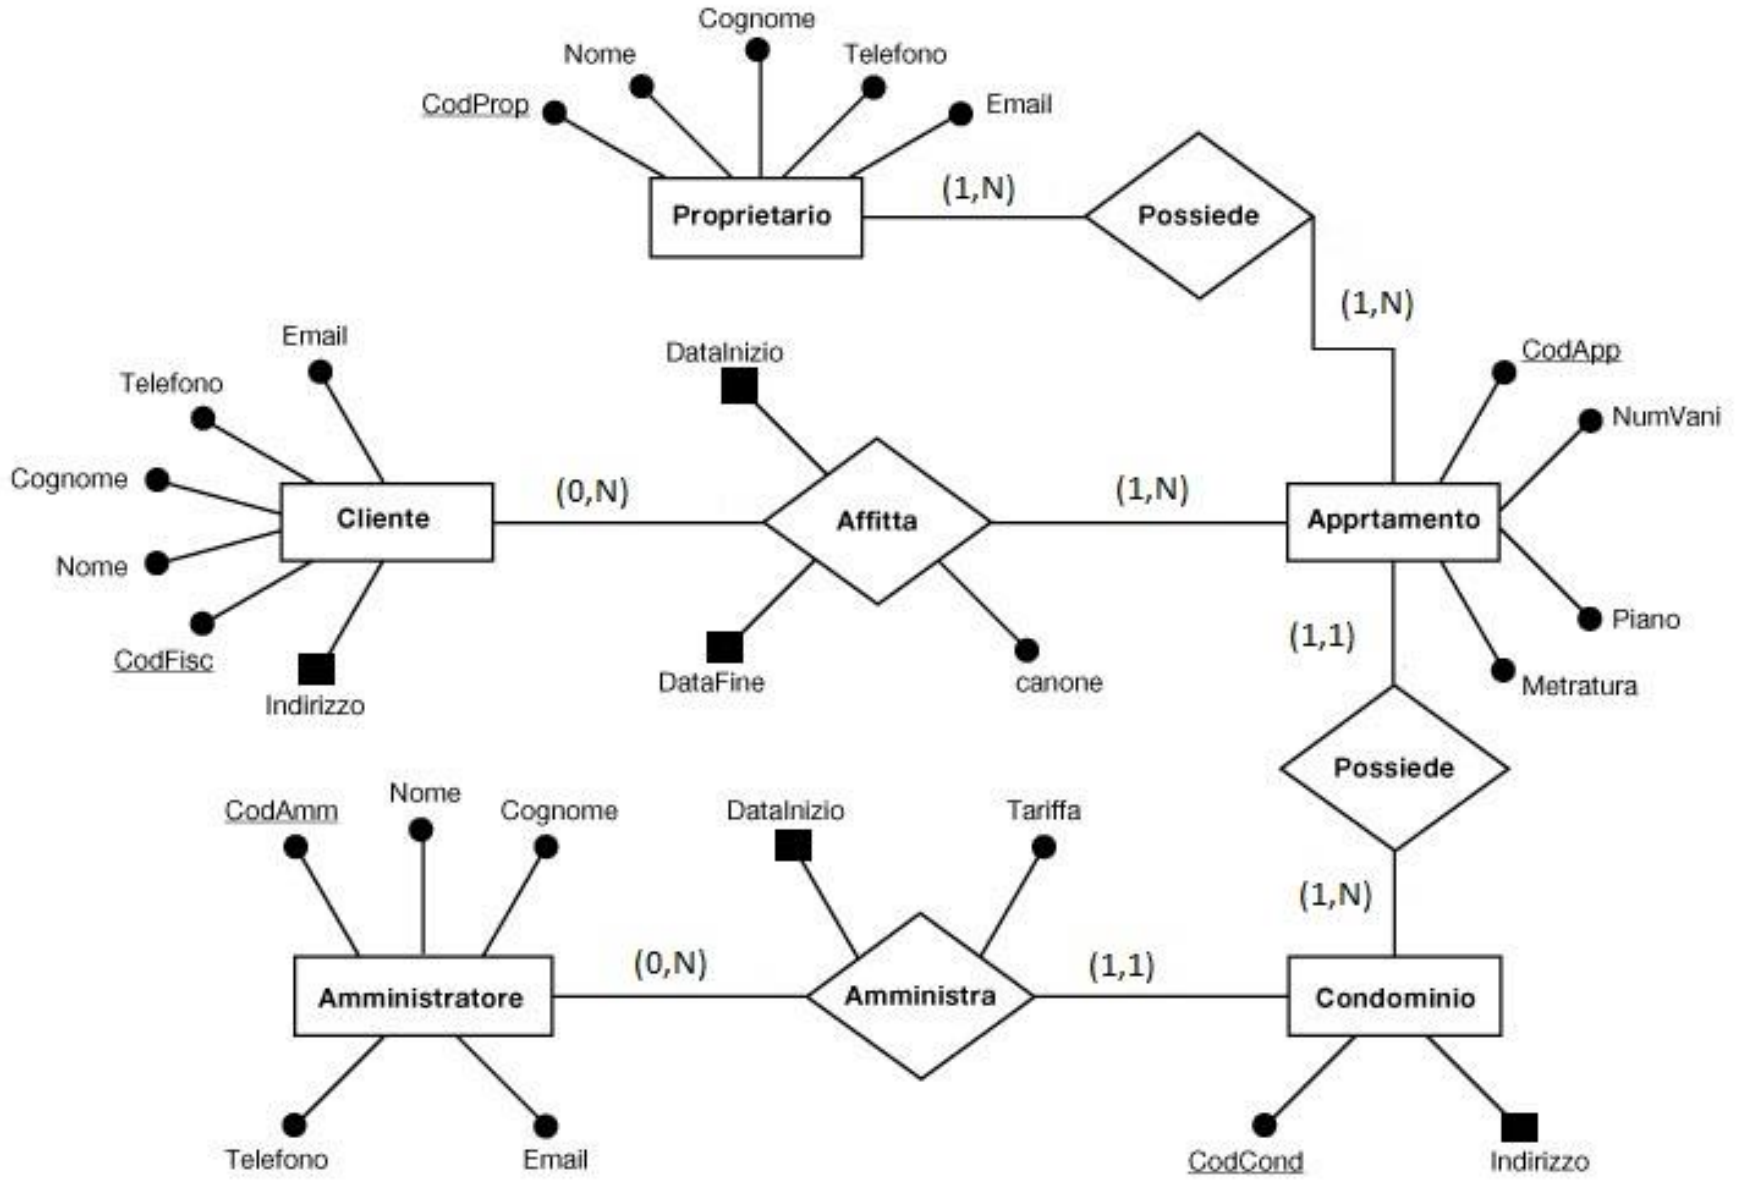 Cognome
Nome
Telefono
CodProp
Email
(1,N)
Proprietario
Possiede
(1,N)
Email
DataInizio
CodApp
Telefono
NumVani
Cognome
(0,N)
(1,N)
Cliente
Affitta
Apprtamento
Nome
Piano
(1,1)
CodFisc
DataFine
canone
Metratura
Indirizzo
Possiede
CodAmm
Nome
Cognome
DataInizio
Tariffa
(1,N)
(0,N)
(1,1)
Amministratore
Amministra
Condominio
Telefono
Email
CodCond
Indirizzo